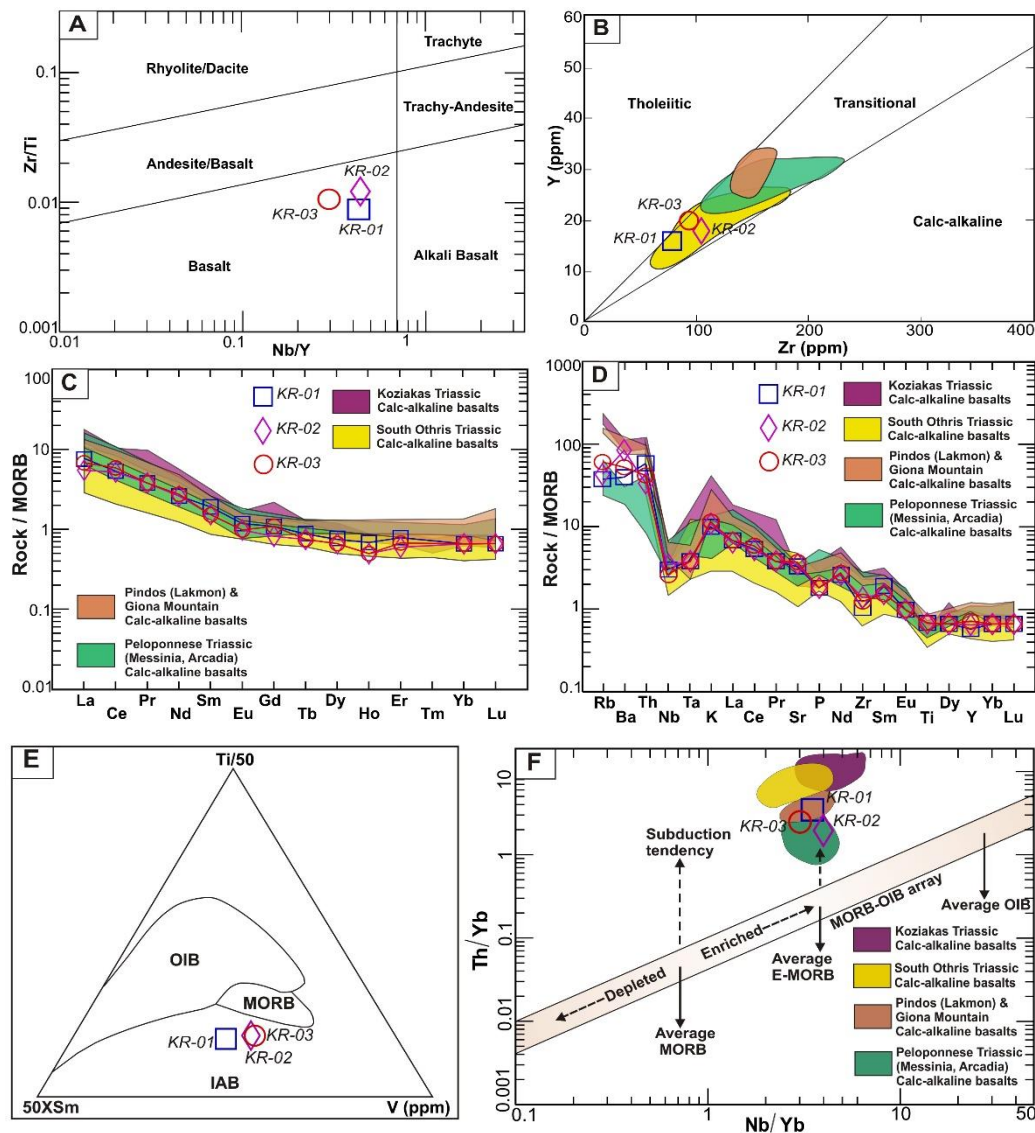 A
Trachyte
Rhyolite/Dacite
0.1
Trachy-Andesite
Zr/Ti
Andesite/Basalt
KR-02
0.01
KR-03
KR-01
Basalt
Alkali Basalt
0.001
0.01
0.1
1
Nb/Y
B
60
50
Tholeiitic
Transitional
40
Y (ppm)
30
KR-03
20
KR-01
KR-02
Calc-alkaline
10
0
0
100
200
300
400
Zr (ppm)
C
100
KR-01
Koziakas Triassic
Calc-alkaline basalts
10
KR-02
South Othris Triassic
Calc-alkaline basalts
KR-03
Rock / MORB
1
Pindos (Lakmon) &
Giona Mountain
Calc-alkaline basalts
0.1
Peloponnese Triassic
(Messinia, Arcadia)
Calc-alkaline basalts
0.01
La
Ce
Pr
Nd
Sm
Eu
Gd
Tb
Dy
Ho
Er
Tm
Yb
Lu
D
1000
KR-01
Koziakas Triassic
Calc-alkaline basalts
KR-02
South Othris Triassic
Calc-alkaline basalts
100
KR-03
Pindos (Lakmon) &
Giona Mountain
Calc-alkaline basalts
Rock / MORB
10
Peloponnese Triassic
(Messinia, Arcadia)
Calc-alkaline basalts
1
0.1
Rb
Ba
Th
Nb
Ta
K
La
Ce
Pr
Sr
P
Nd
Zr
Sm
Eu
Ti
Dy
Y
Yb
Lu
E
Ti/50
OIB
MORB
KR-01
KR-03
KR-02
IAB
50XSm
V (ppm)
F
10
KR-01
KR-03
KR-02
Subduction
tendency
1
MORB-OIB array
Average OIB
Th/Yb
Enriched
Average
E-MORB
0.1
Depleted
Average
MORB
0.01
Koziakas Triassic
Calc-alkaline basalts
South Othris Triassic
Calc-alkaline basalts
Pindos (Lakmon) &
Giona Mountain
Calc-alkaline basalts
Peloponnese Triassic
(Messinia, Arcadia)
Calc-alkaline basalts
0.001
0.1
1
10
50
Nb/Yb